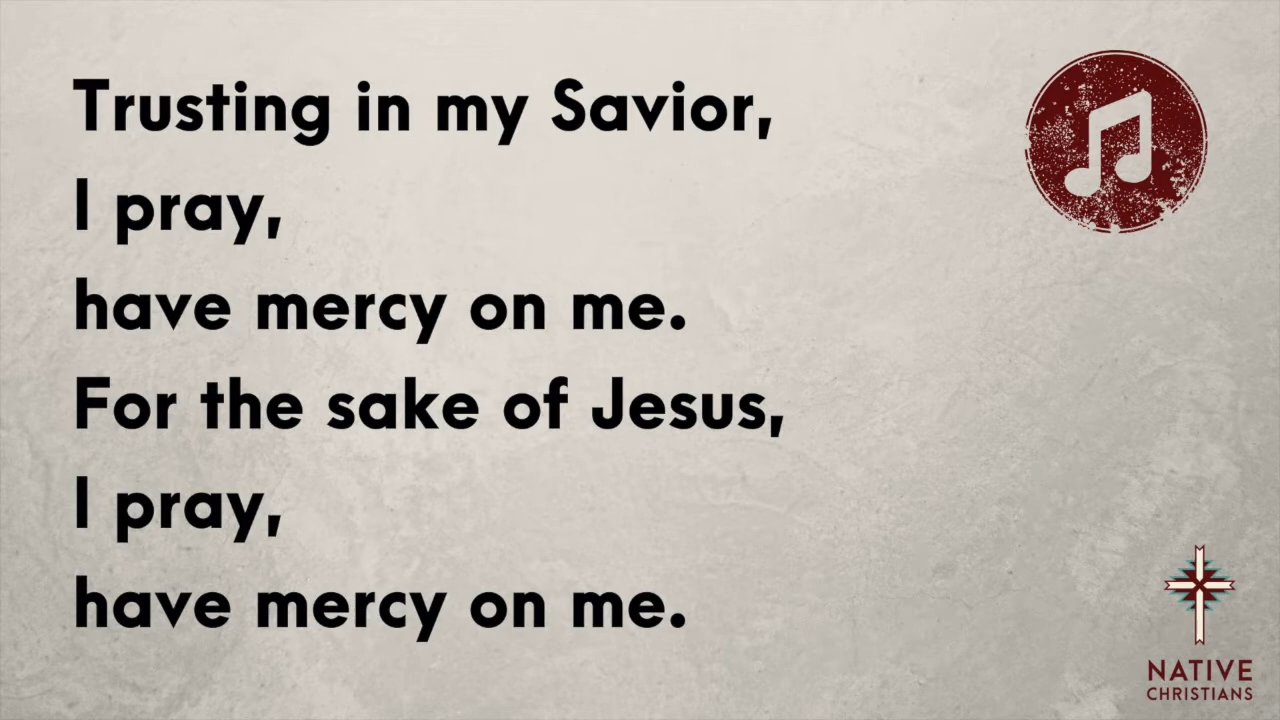 Trusting in my Savior,
I pray,
have mercy on me.
For the sake of Jesus,
I pray,
have mercy on me.
NATIVE
CHRISTIANS